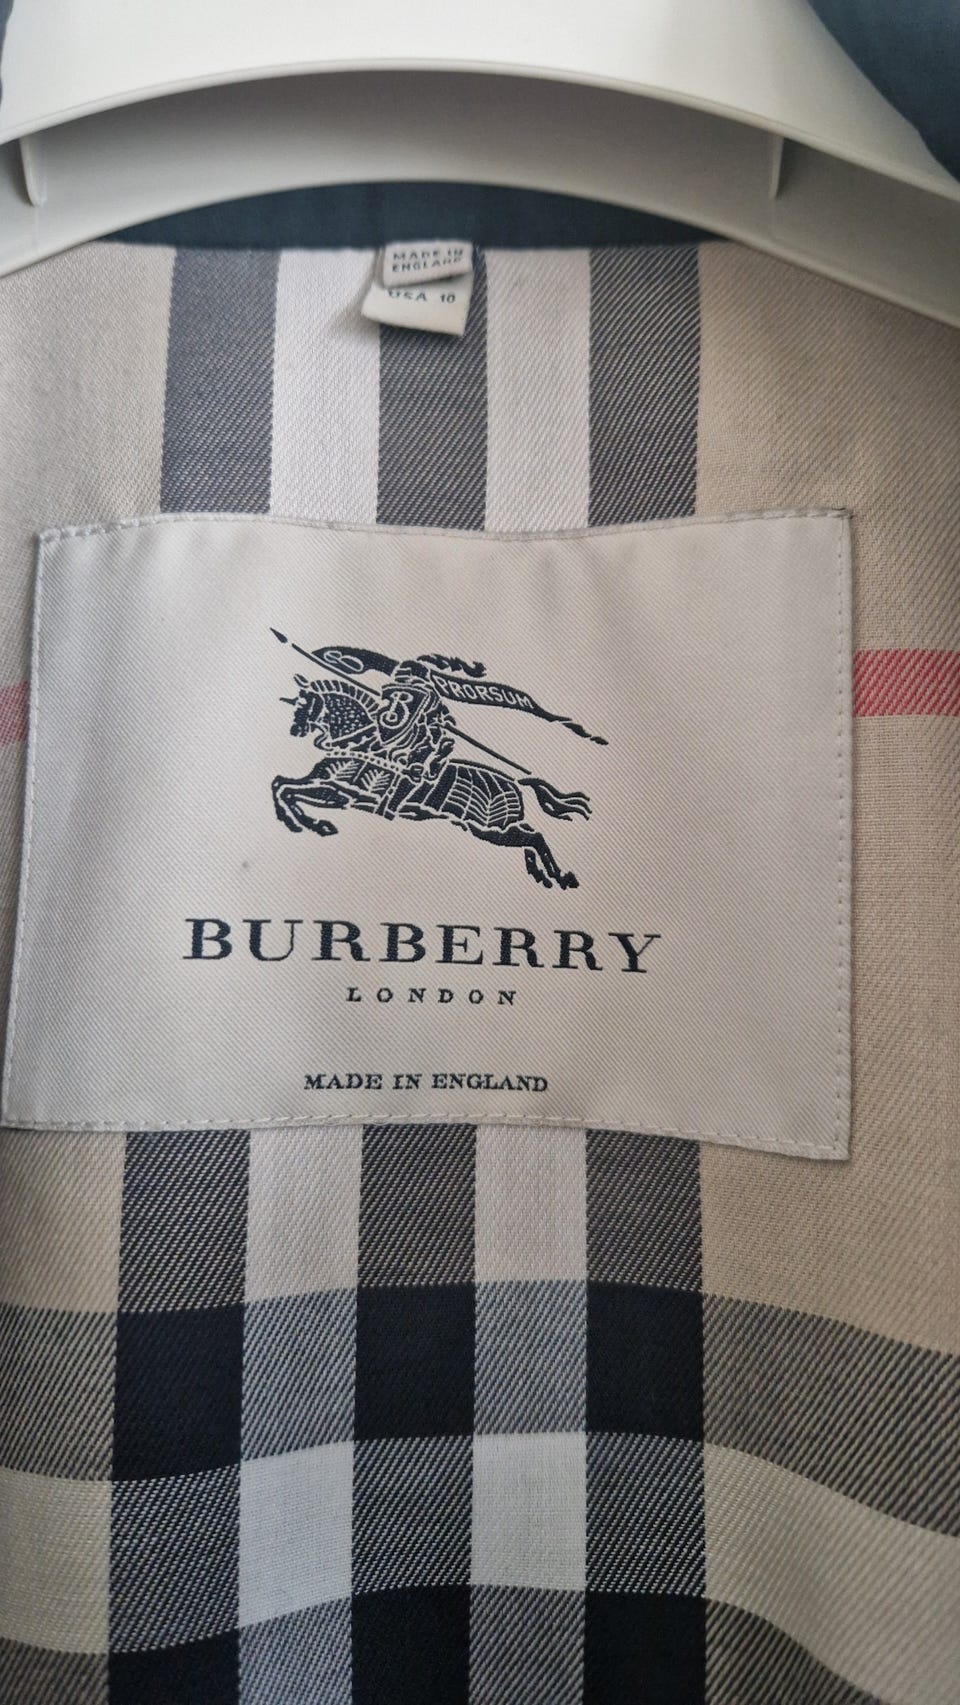 MADE IN
ENGLAND
USA 10
B
PRORSUM
B
BURBERRY
LONDON
MADE IN ENGLAND